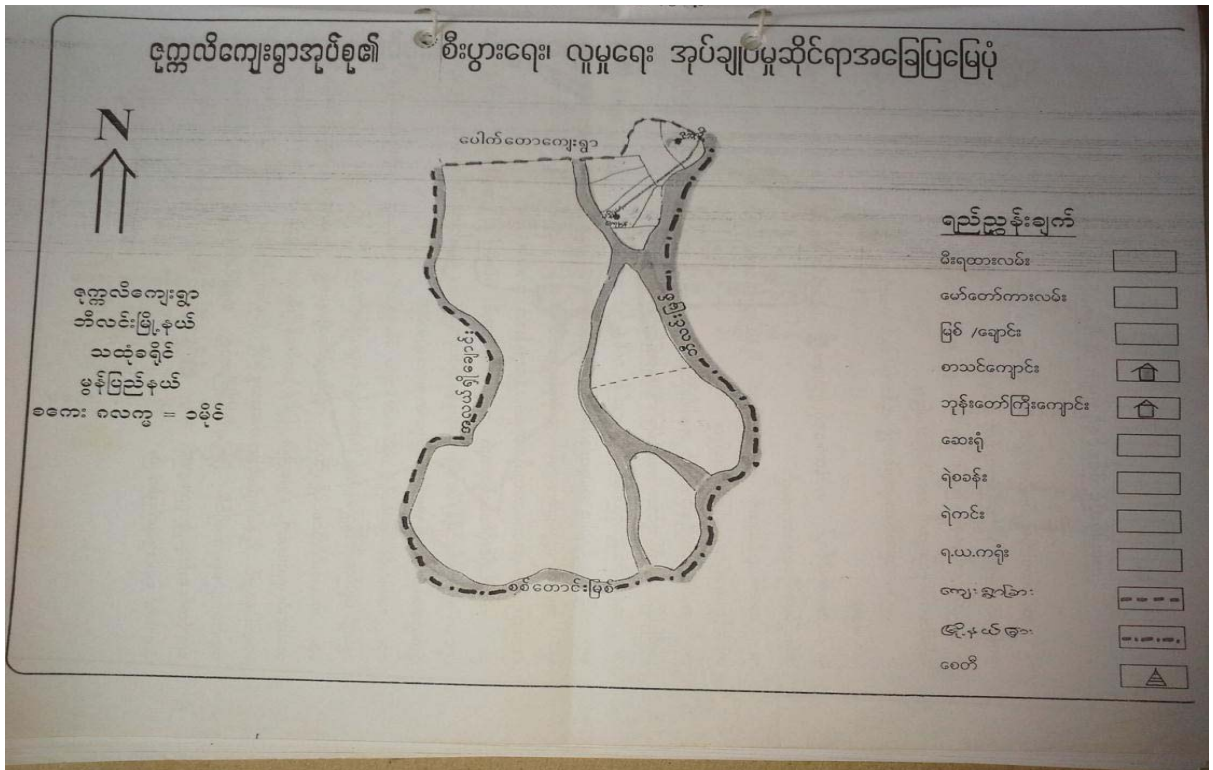 ဇုက္ကလိကျေးရွာအုပ်စု၏ စီးပွားရေး၊ လူမှုရေး အုပ်ချုပ်မှုဆိုင်ရာအခြေပြမြေပုံ
N
ပေါက်တောကျေးရွာ
ဇုက္ကလိကျေးရွာ
ဘီလင်းမြို့နယ်
သထုံခရိုင်
မွန်ပြည်နယ်
စကေး ၈လက္မ = ၁မိုင်
စစ်တောင်းမြစ်
ရည်ညွှန်းချက်
မီးရထားလမ်း
မော်တော်ကားလမ်း
မြစ် /ချောင်း
စာသင်ကျောင်း
ဘုန်းတော်ကြီးကျောင်း
ဆေးရုံ
ရဲစခန်း
ရဲကင်း
ရ.ယ.ကရုံး
ကျေးရွာခြား
မြို့နယ်ခြား
စေတီ